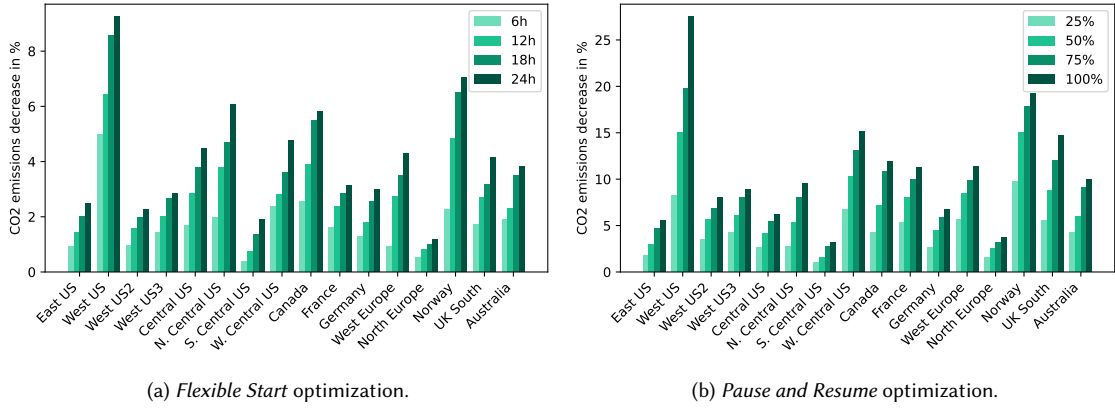 CO2 emissions decrease in %
8
6
4
2
0
6h
12h
18h
24h
East US
West US
West US2
West US3
Central US
N. Central US
S. Central US
W. Central US
Canada
France
Germany
West Europe
North Europe
Norway
UK South
Australia
(a) Flexible Start optimization.
CO2 emissions decrease in %
25
20
15
10
5
0
25%
50%
75%
100%
East US
West US
West US2
West US3
Central US
N. Central US
S. Central US
W. Central US
Canada
France
Germany
West Europe
North Europe
Norway
UK South
Australia
(b) Pause and Resume optimization.